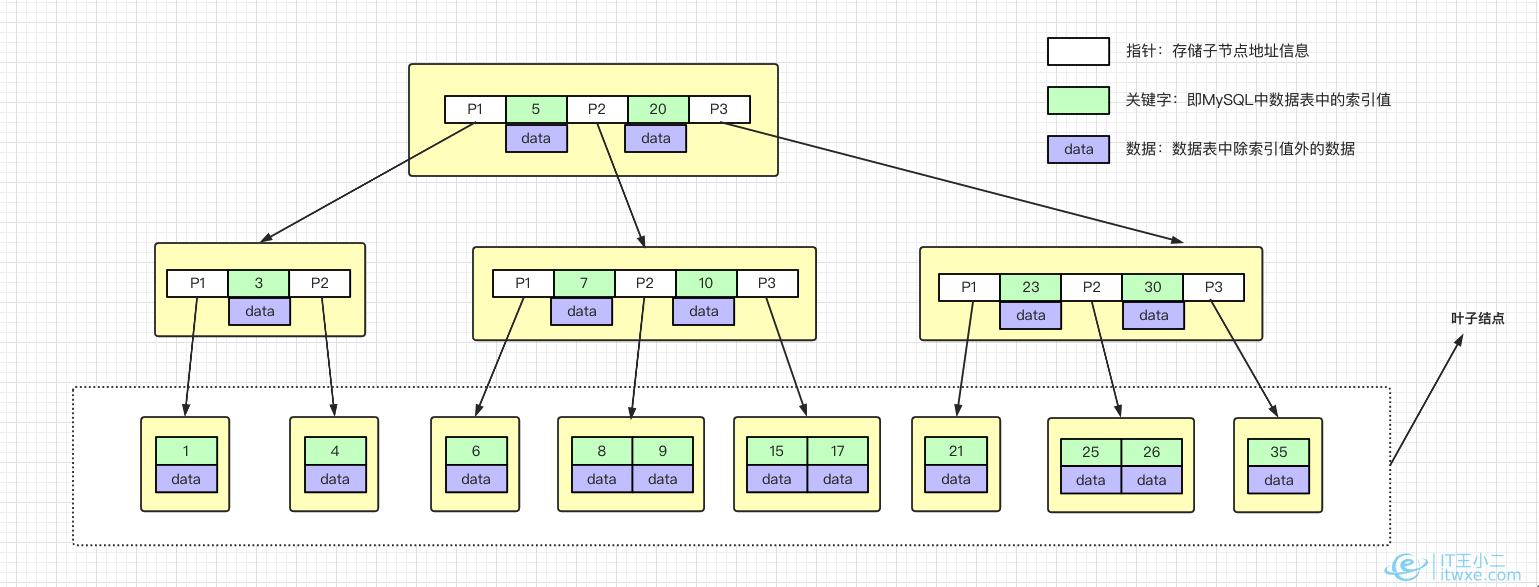 指针：存储子节点地址信息
关键字：即MySQL中数据表中的索引值
data 数据：数据表中除索引值外的数据
P1 5 P2 20 P3
data data
P1 3 P2
data
P1 7 P2 10 P3
data data
P1 23 P2 30 P3
data data
叶子结点
1 4 6 8 9 15 17 21 25 26 35
data data data data data data data data data data data
IT王小二
itwxe.com